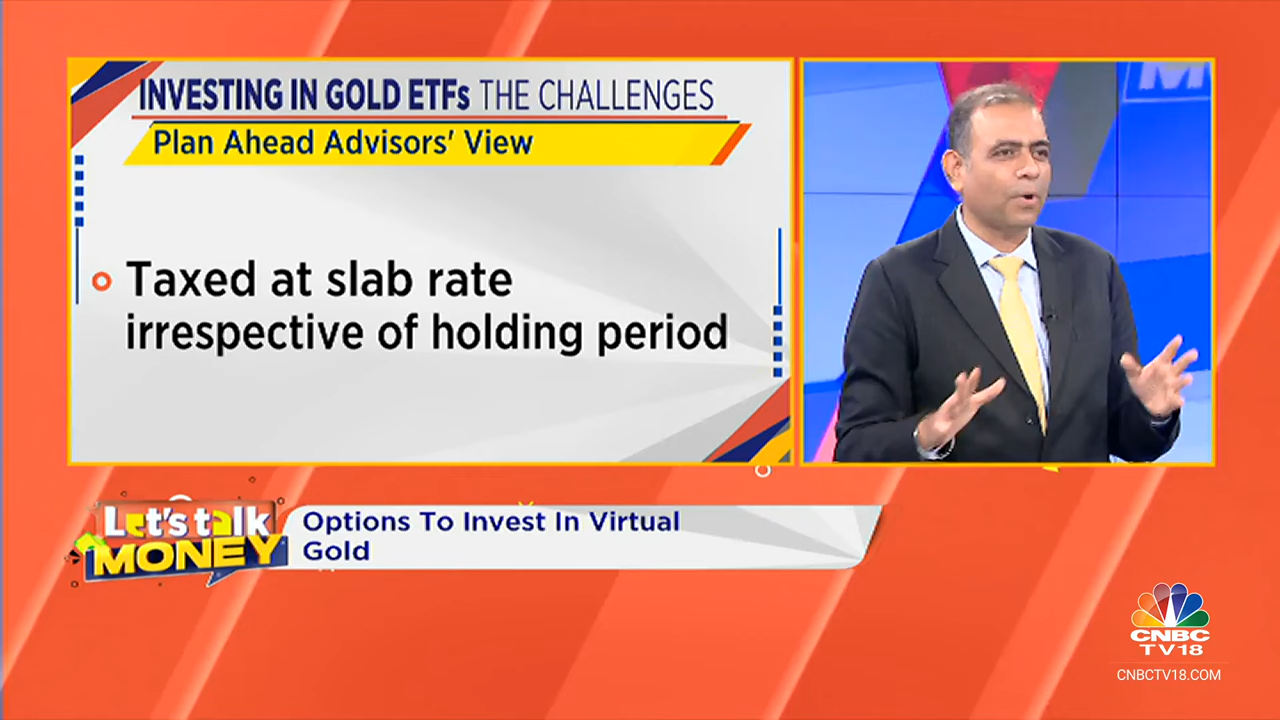 INVESTING IN GOLD ETFs THE CHALLENGES
Plan Ahead Advisors' View
Taxed at slab rate
irrespective of holding period
Let's talk
MONEY
Options To Invest In Virtual
Gold
CNBC
TV18
CNBCTV18.COM